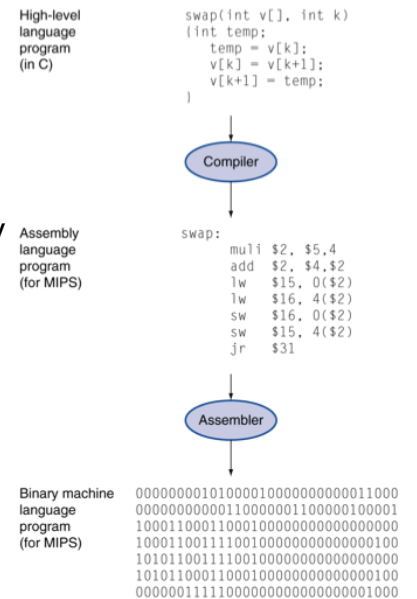 High-level
language
program
(in C)
swap(int v[], int k)
{int temp;
temp = v[k];
v[k] = v[k+1];
v[k+1] = temp;
}
Compiler
Assembly
language
program
(for MIPS)
swap:
muli $2, $5,4
add $2, $4,$2
lw $15, 0($2)
lw $16, 4($2)
sw $16, 0($2)
sw $15, 4($2)
jr $31
Assembler
Binary machine
language
program
(for MIPS)
00000000101000010000000000011000
00000000000110000001100000100001
10001100011000100000000000000000
10001100111100100000000000000100
10101100111100100000000000000000
10101100011000100000000000000100
00000011111000000000000000001000